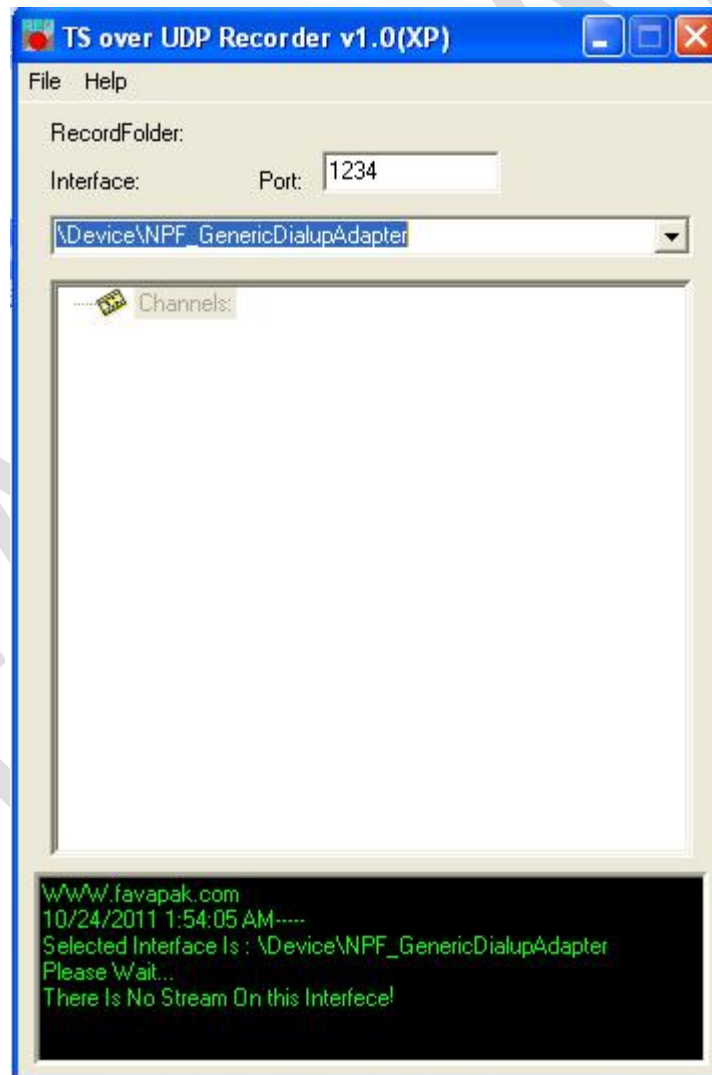 TS over UDP Recorder v1.0(XP)
File Help
RecordFolder:
Interface: Port: 1234
\Device\NPF_GenericDialupAdapter
Channels:
WWW.favapak.com
10/24/2011 1:54:05 AM-----
Selected Interface Is : \Device\NPF_GenericDialupAdapter
Please Wait...
There Is No Stream On this Interfece!